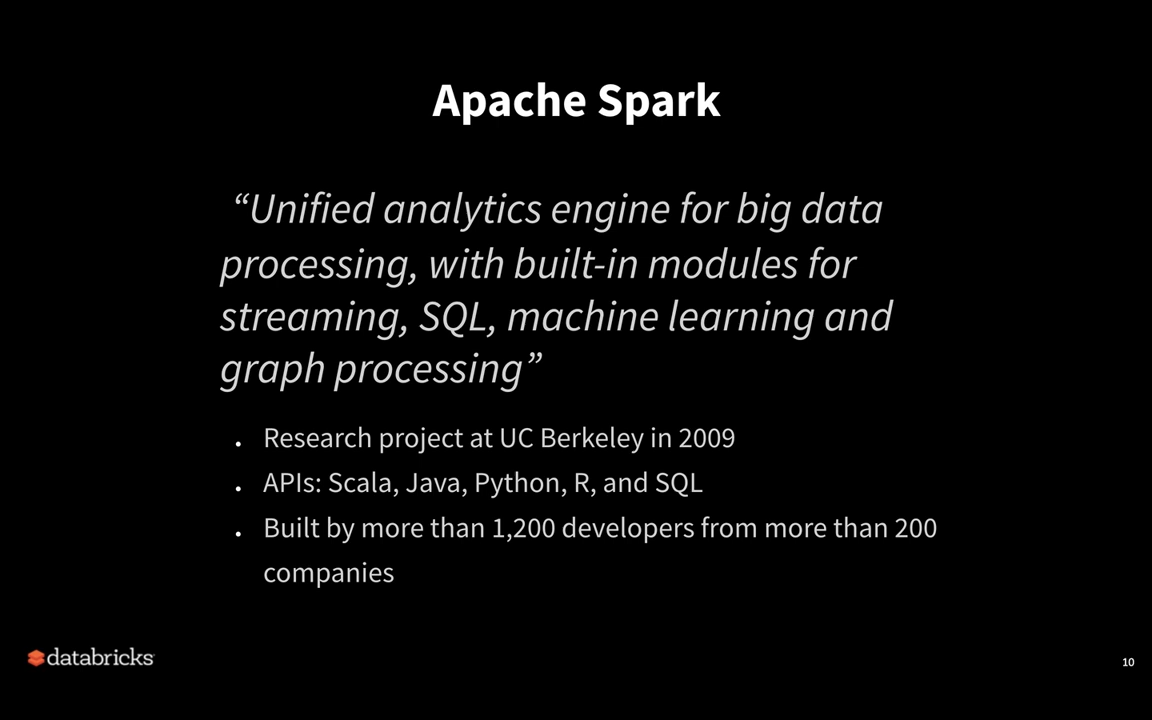 Apache Spark
“Unified analytics engine for big data
processing, with built-in modules for
streaming, SQL, machine learning and
graph processing”
• Research project at UC Berkeley in 2009
• APIs: Scala, Java, Python, R, and SQL
• Built by more than 1,200 developers from more than 200
companies
databricks
10